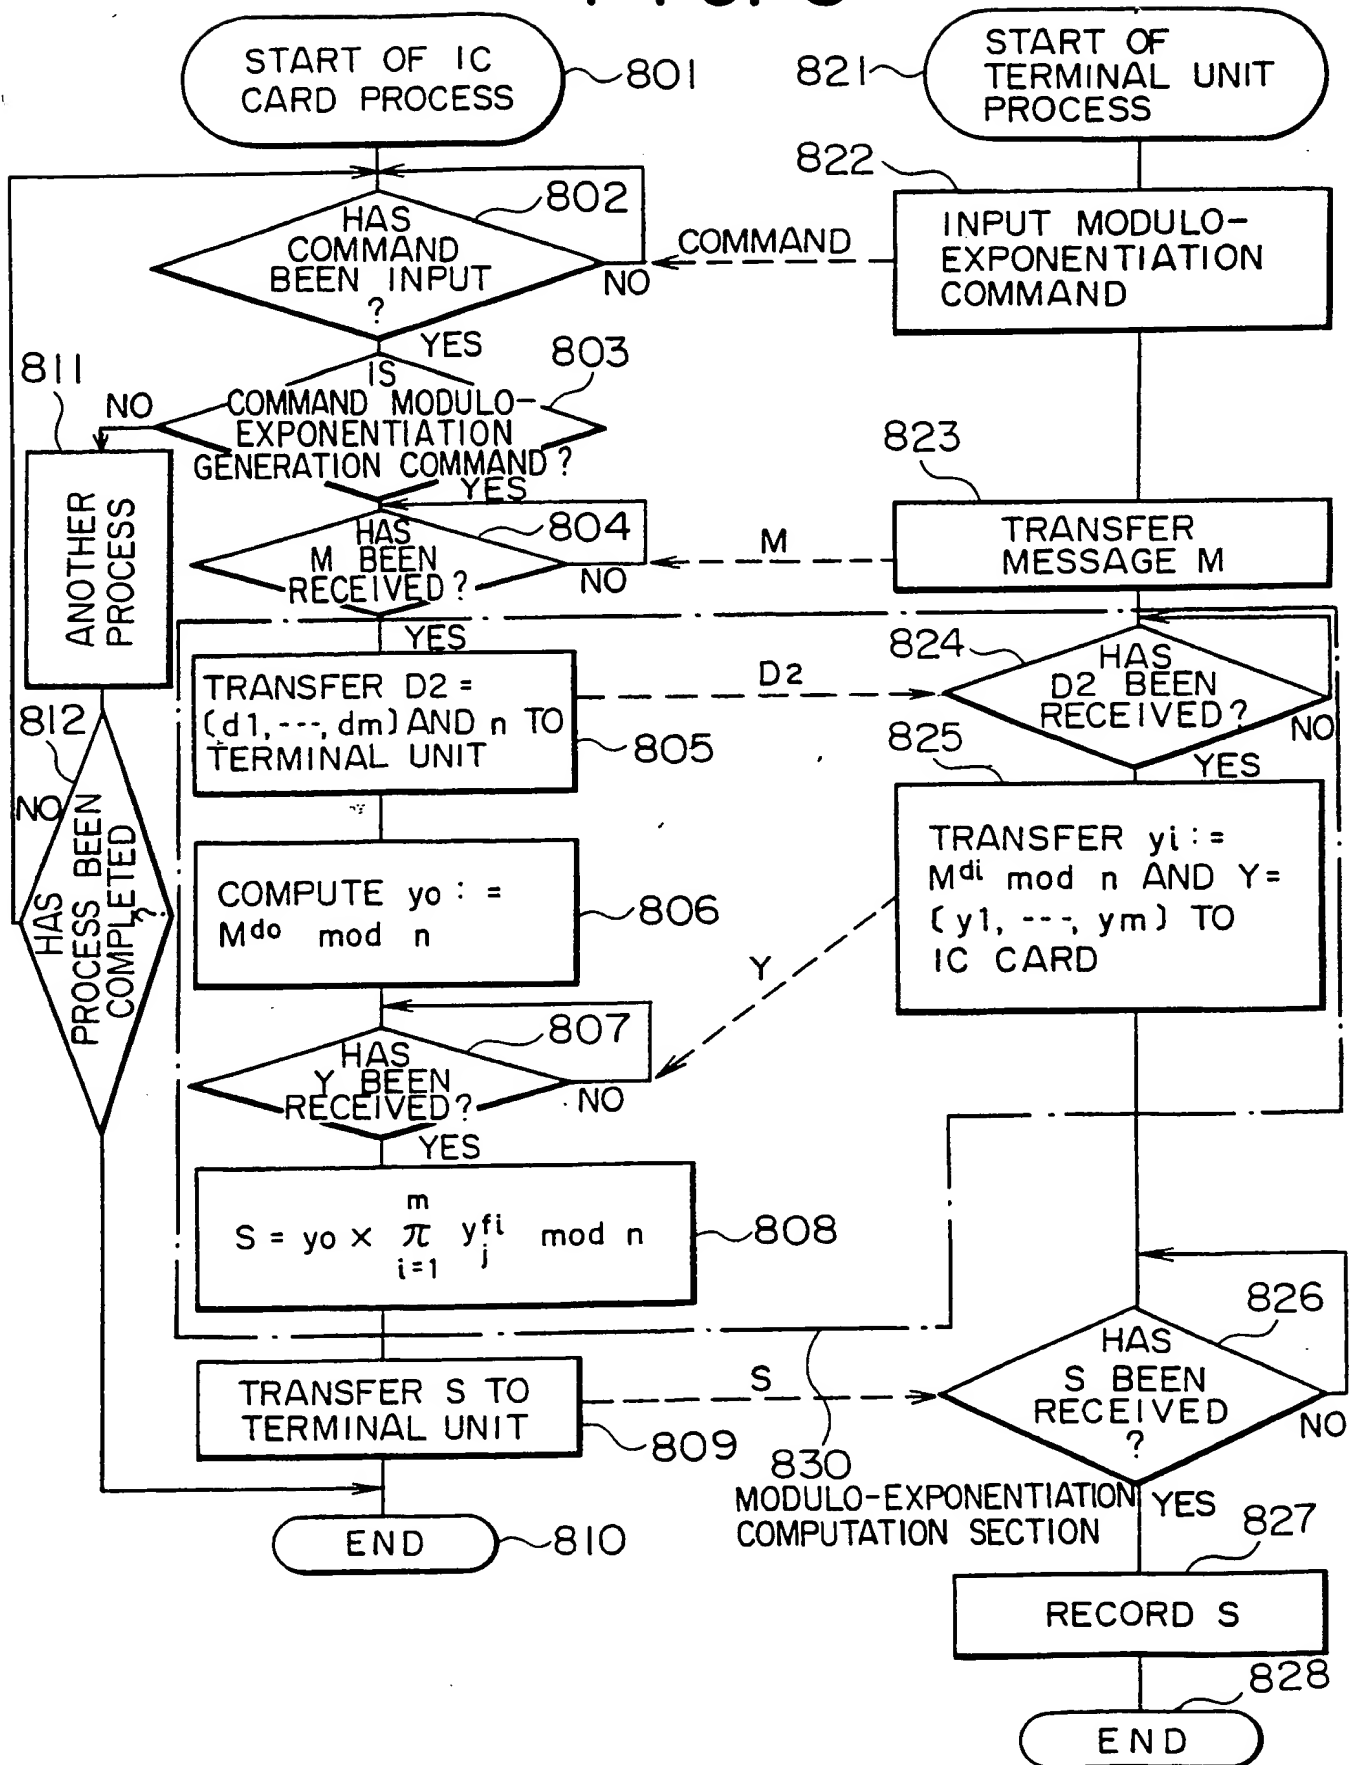 START OF IC
CARD PROCESS
801
821
START OF
TERMINAL UNIT
PROCESS
822
802
HAS
COMMAND
BEEN INPUT
?
NO
COMMAND
INPUT MODULO-
EXPONENTIATION
COMMAND
YES
803
811
NO
IS
COMMAND MODULO-
EXPONENTIATION
GENERATION COMMAND?
YES
823
ANOTHER
PROCESS
804
HAS
M BEEN
RECEIVED?
NO
M
TRANSFER
MESSAGE M
YES
824
HAS
D2 BEEN
RECEIVED?
NO
D2
TRANSFER D2 =
(d1, ---, dm) AND n TO
TERMINAL UNIT
805
812
825
YES
NO
HAS
PROCESS BEEN
COMPLETED
?
TRANSFER yi :=
M^di mod n AND Y=
(y1, ---, ym) TO
IC CARD
COMPUTE yo : =
M^do mod n
806
Y
807
HAS
Y BEEN
RECEIVED?
NO
YES
m
S = yo × π y_j^fi mod n
i=1
808
826
HAS
S BEEN
RECEIVED
?
NO
TRANSFER S TO
TERMINAL UNIT
809
S
830
MODULO-EXPONENTIATION
COMPUTATION SECTION
YES
827
END
810
RECORD S
828
END